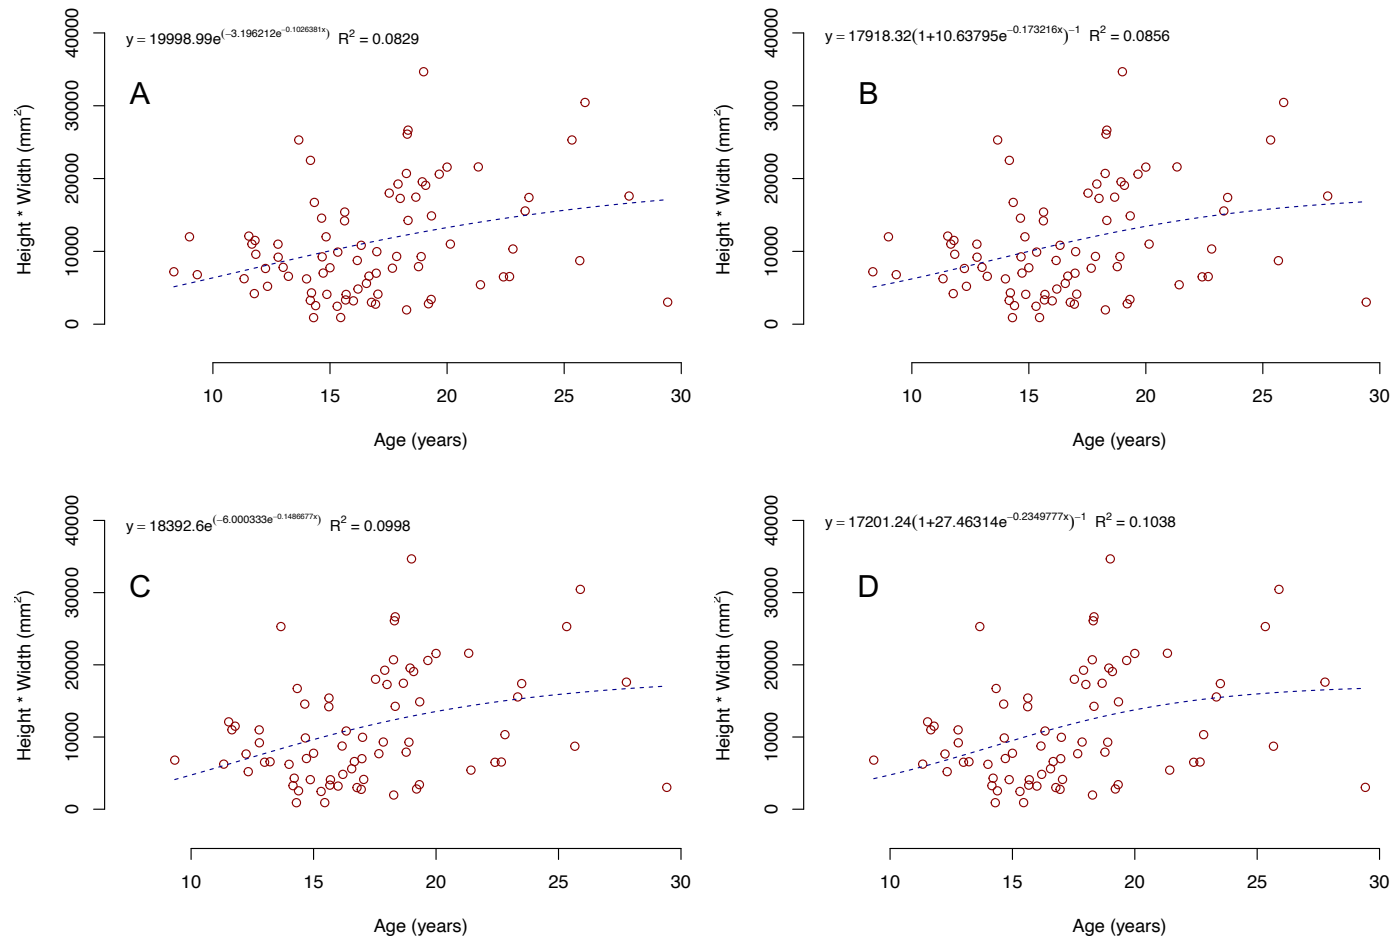 y = 19998.99e^(−3.196212e^−0.1026381x) R² = 0.0829
A
Height * Width (mm²)
0 10000 20000 30000 40000
10 15 20 25 30
Age (years)
y = 17918.32(1+10.63795e^−0.173216x)^−1 R² = 0.0856
B
Height * Width (mm²)
0 10000 20000 30000 40000
10 15 20 25 30
Age (years)
y = 18392.6e^(−6.000333e^−0.1486677x) R² = 0.0998
C
Height * Width (mm²)
0 10000 20000 30000 40000
10 15 20 25 30
Age (years)
y = 17201.24(1+27.46314e^−0.2349777x)^−1 R² = 0.1038
D
Height * Width (mm²)
0 10000 20000 30000 40000
10 15 20 25 30
Age (years)